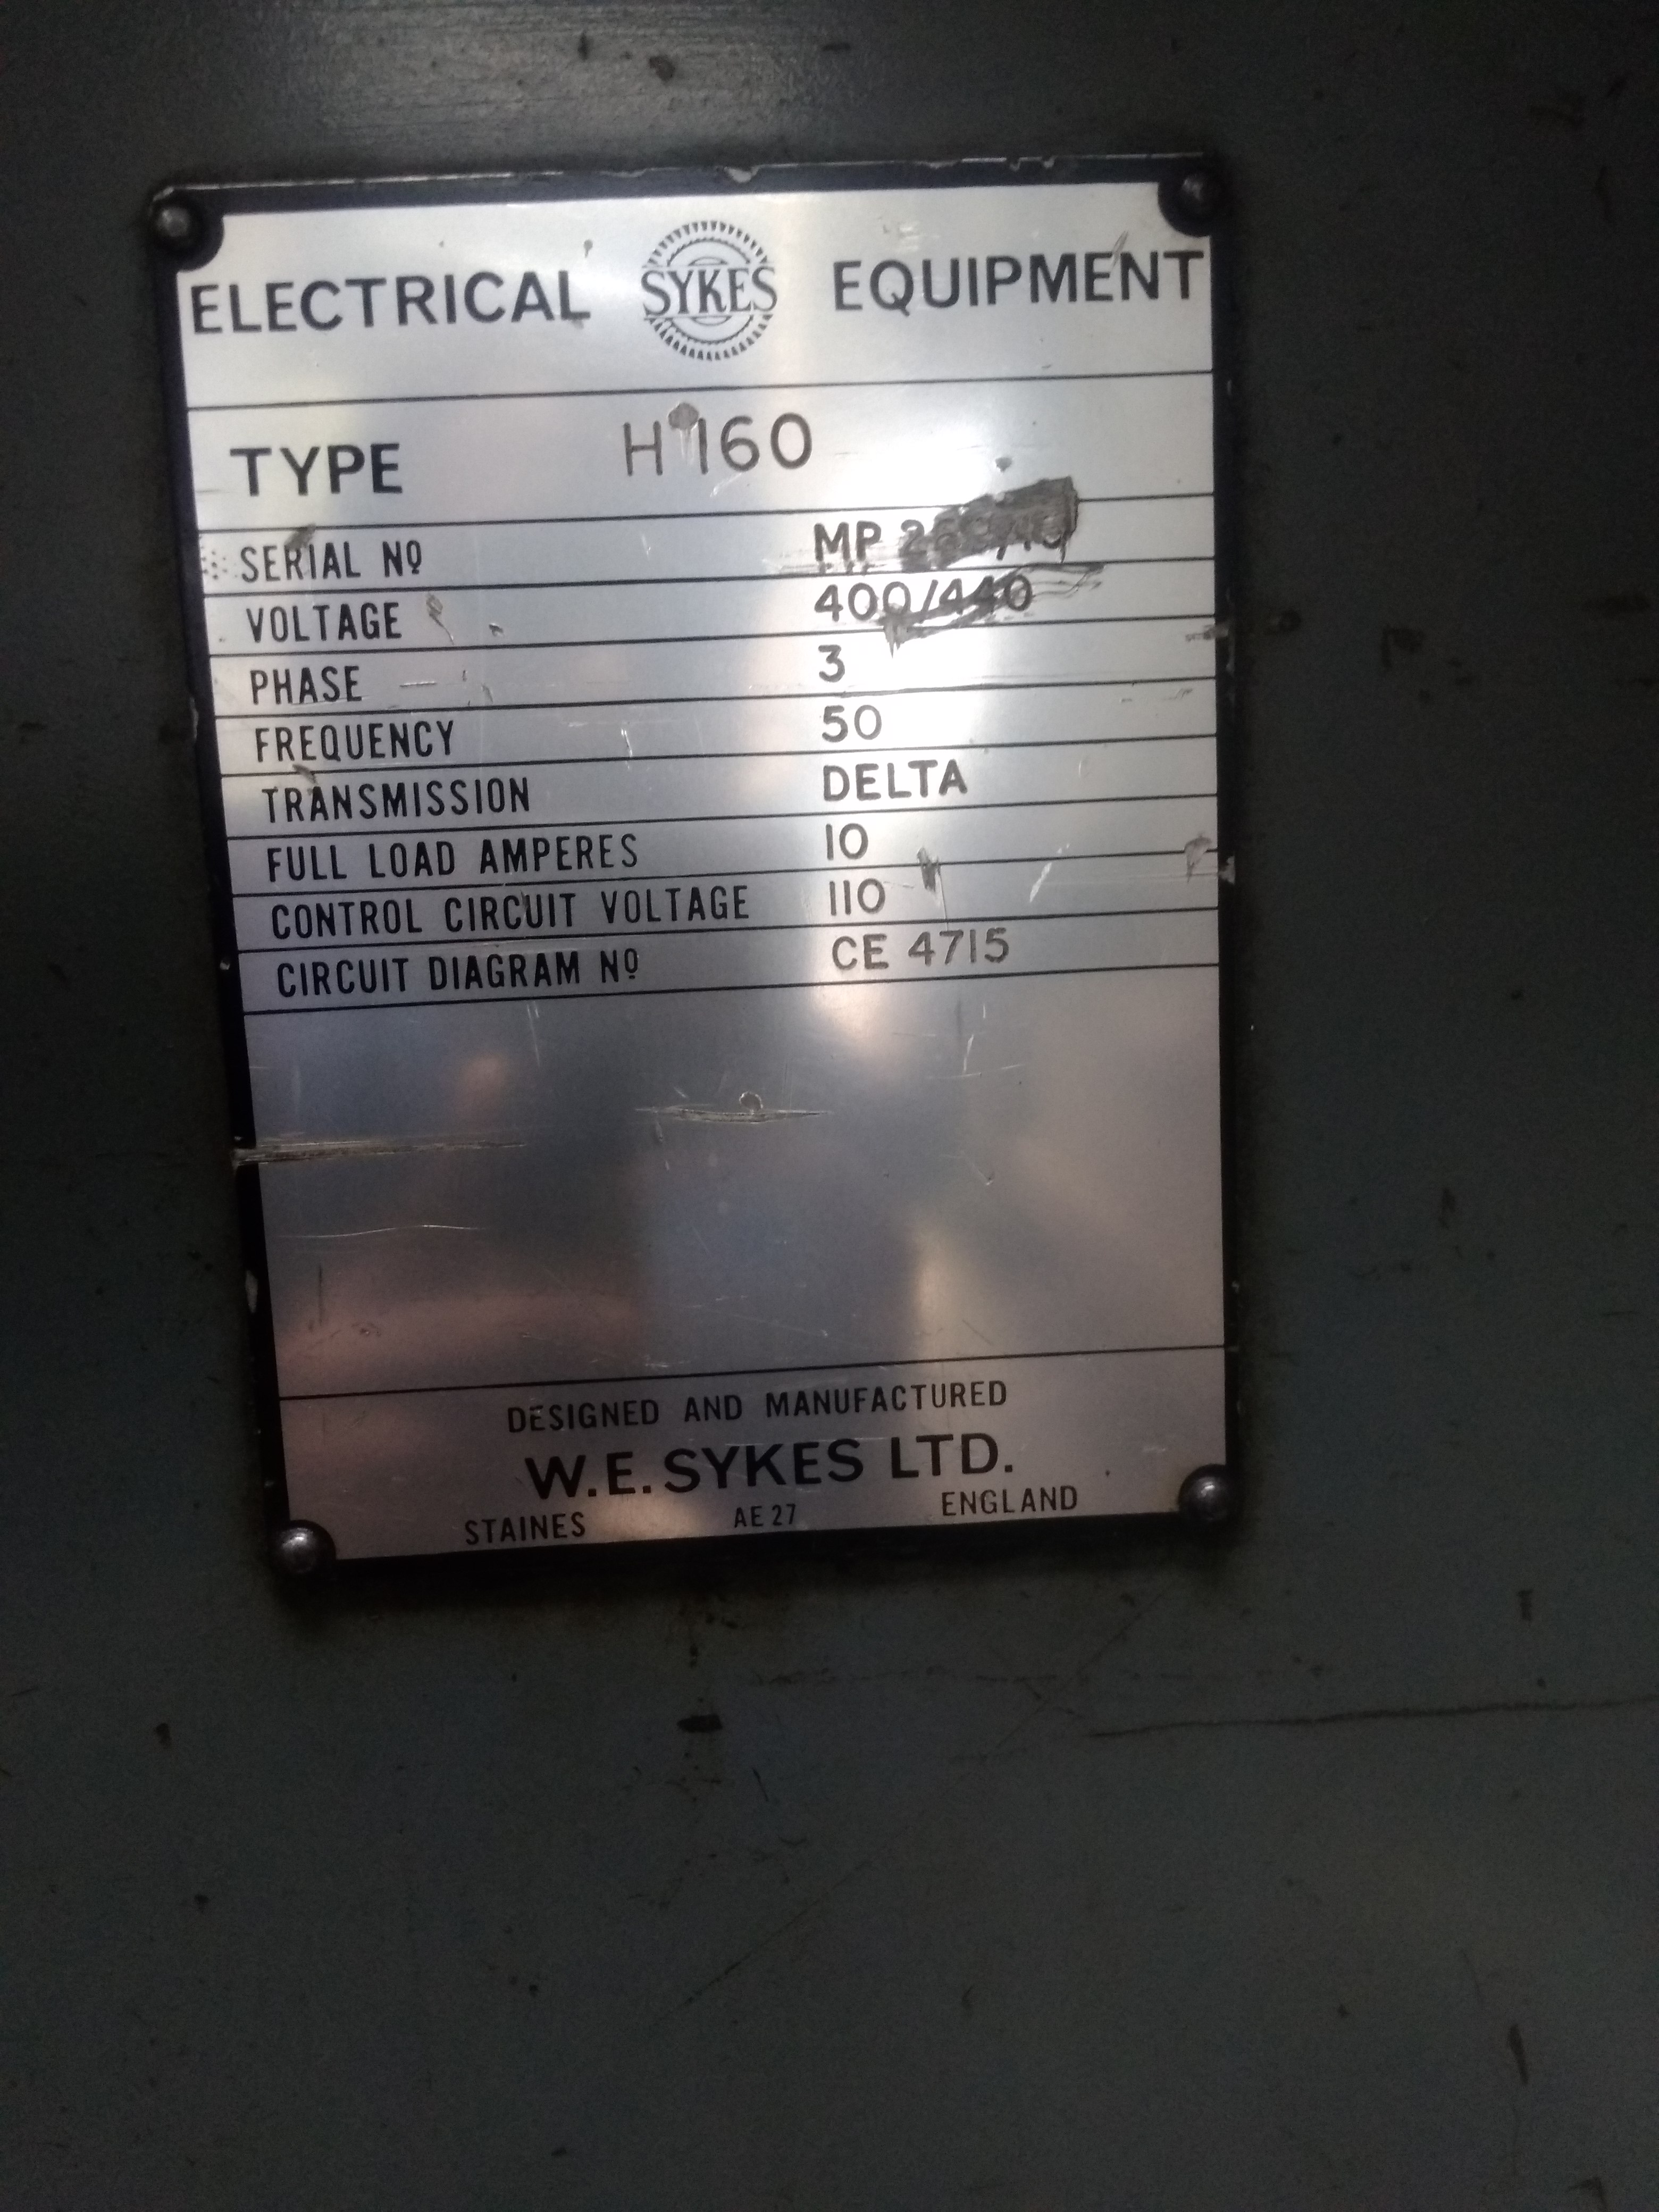 ELECTRICAL SYKES EQUIPMENT
TYPE H160
SERIAL Nº MP
VOLTAGE 400/440
PHASE 3
FREQUENCY 50
TRANSMISSION DELTA
FULL LOAD AMPERES 10
CONTROL CIRCUIT VOLTAGE 110
CIRCUIT DIAGRAM Nº CE 4715
DESIGNED AND MANUFACTURED
W.E. SYKES LTD.
STAINES AE 27 ENGLAND